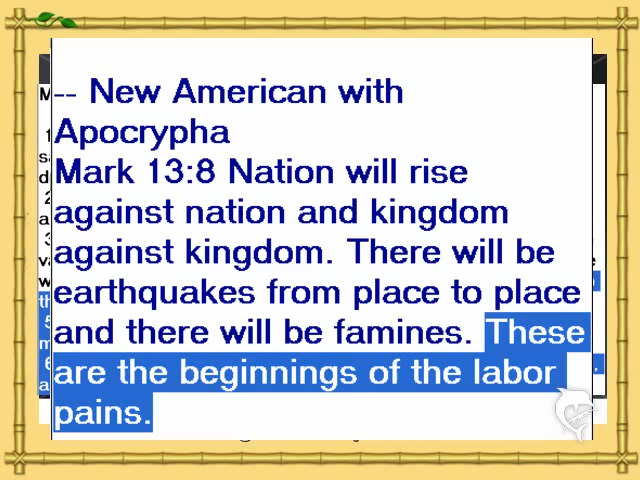 -- New American with
Apocrypha
Mark 13:8 Nation will rise
against nation and kingdom
against kingdom. There will be
earthquakes from place to place
and there will be famines. These
are the beginnings of the labor
pains.